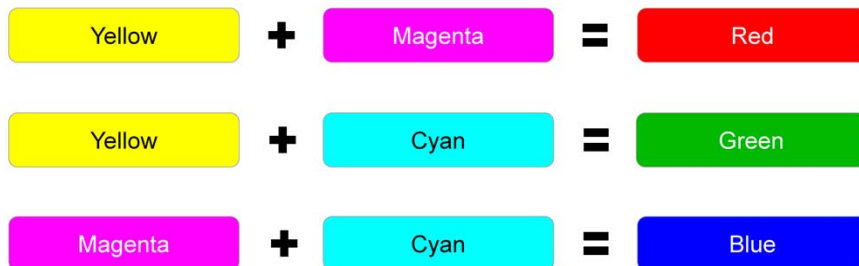 Yellow + Magenta = Red
Yellow + Cyan = Green
Magenta + Cyan = Blue